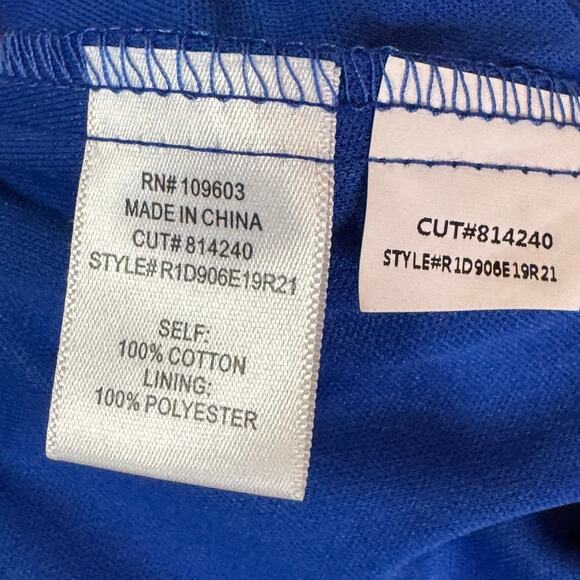 RN# 109603
MADE IN CHINA
CUT# 814240
STYLE#R1D906E19R21
SELF:
100% COTTON
LINING:
100% POLYESTER
CUT#814240
STYLE#R1D906E19R21